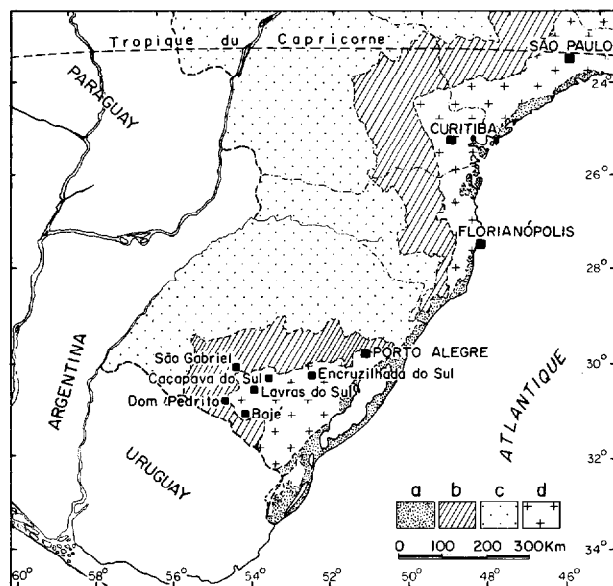 Tropique du Capricorne
SÃO PAULO
24°
PARAGUAY
CURITIBA
26°
FLORIANÓPOLIS
28°
PORTO ALEGRE
São Gabriel
30°
Caçapava do Sul
Encruzilhada do Sul
Lavras do Sul
Dom Pedrito
Baje
ARGENTINA
ATLANTIQUE
URUGUAY
32°
a b c d
0 100 200 300Km
34°
60° 58° 56° 54° 52° 50° 48° 46°